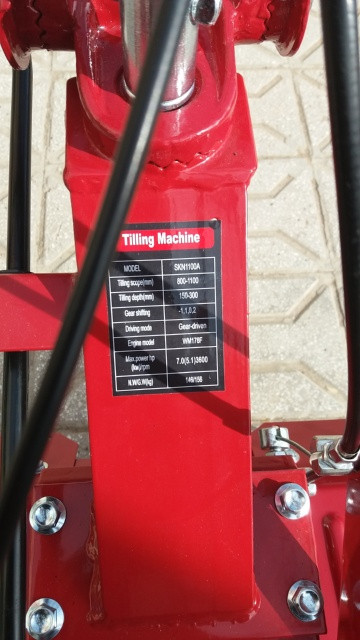 Tilling Machine
MODEL SKN1100A
Tilling scope(mm) 800-1100
Tilling depth(mm) 150-300
Gear shifting -1,1,0,2
Driving mode Gear-driven
Engine model WM178F
Max.power hp (kw)/rpm 7.0(5.1)3600
N.W/G.W(kg) 146/156